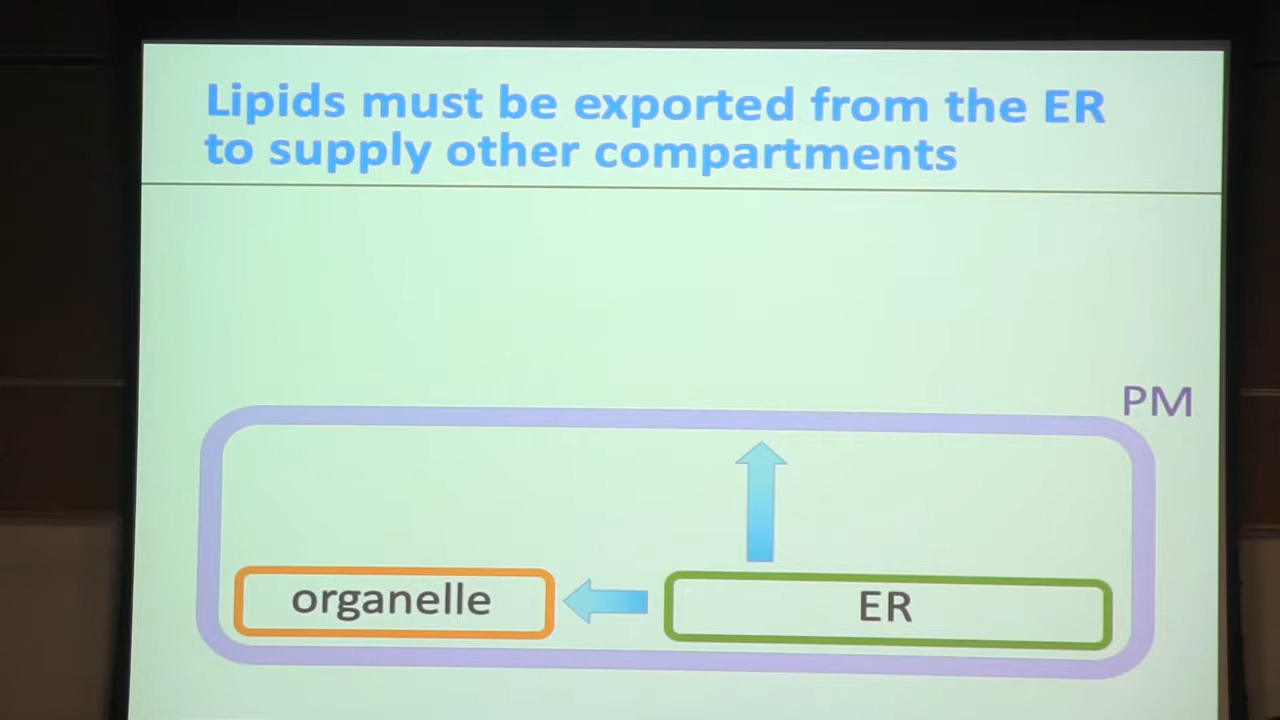 Lipids must be exported from the ER
to supply other compartments
PM
organelle
ER